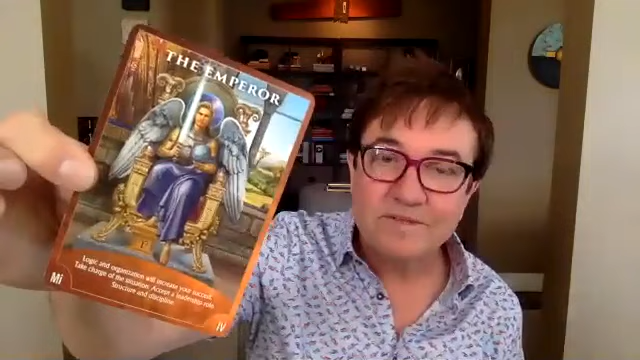 THE EMPEROR
Logic and organization will increase your success.
Take charge of the situation. Accept a leadership role.
Structure and discipline.
Mi
IV